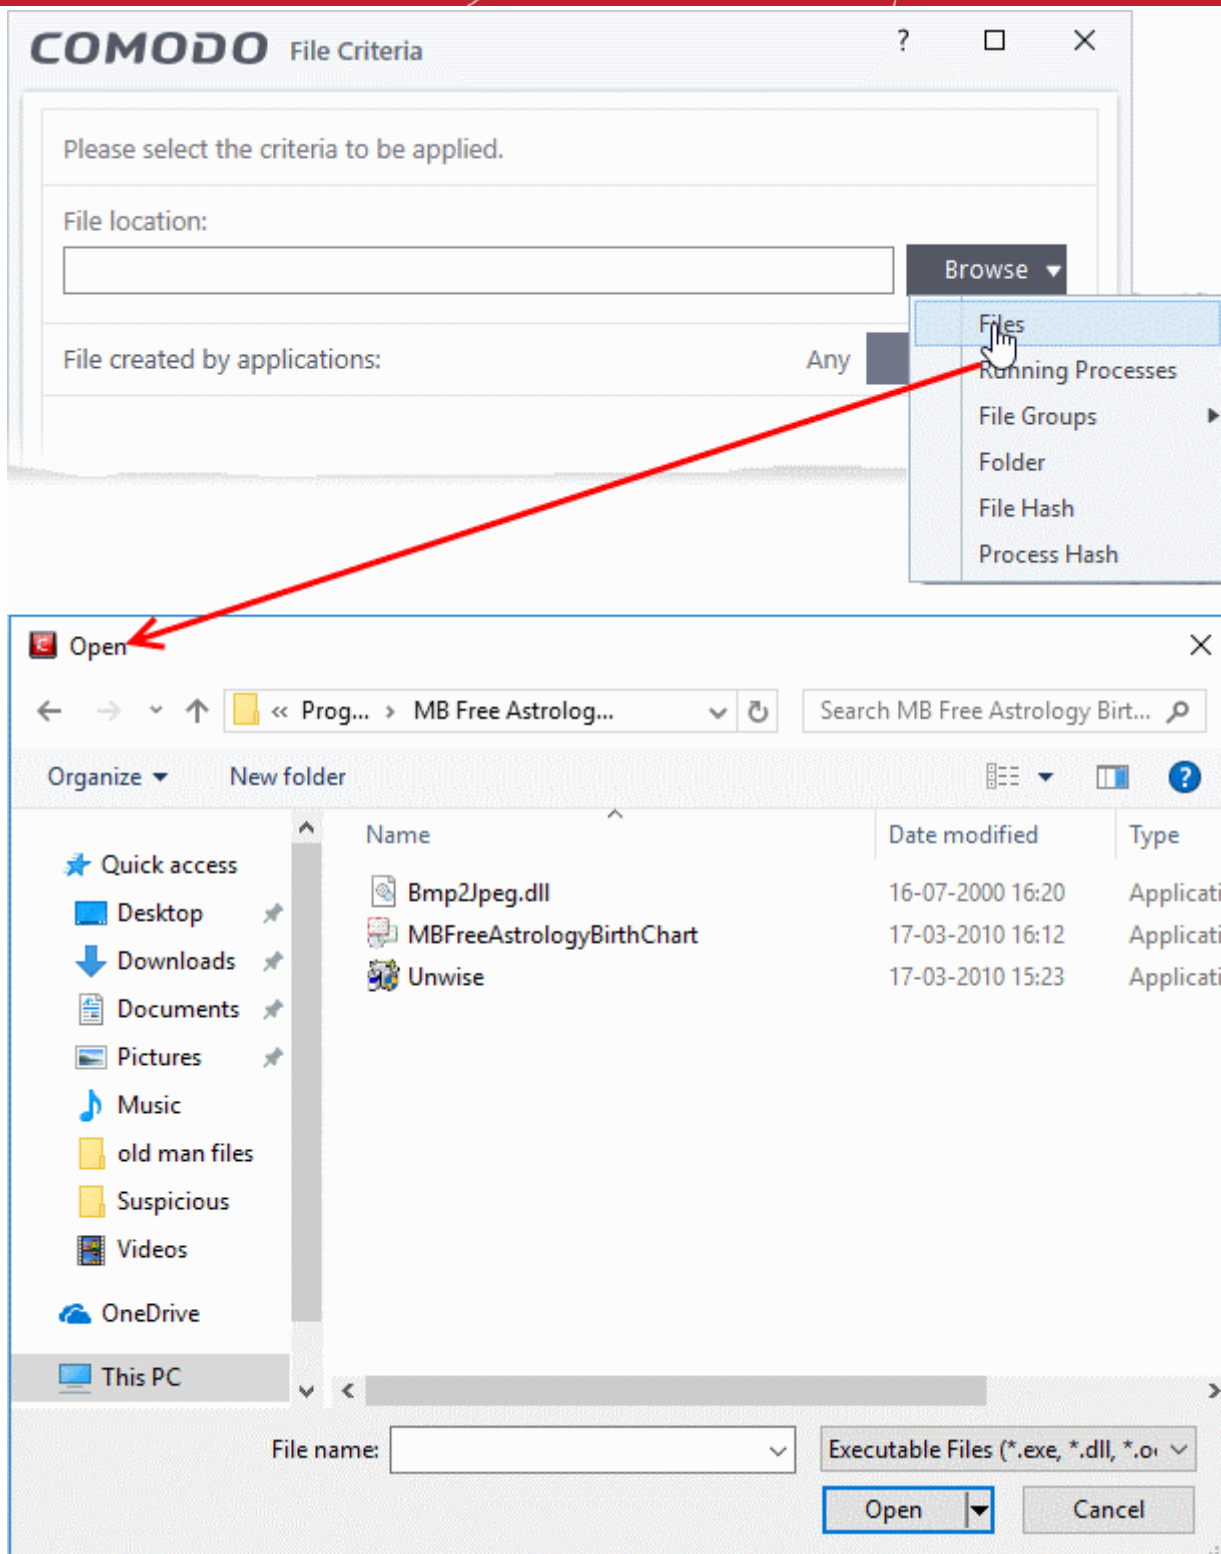 COMODO File Criteria ?
Please select the criteria to be applied.
File location:
Browse
Files
File created by applications: Any
Running Processes
File Groups
Folder
File Hash
Process Hash
Open
« Prog... › MB Free Astrolog...
Search MB Free Astrology Birt...
Organize
New folder
?
Name
Date modified
Type
Quick access
Desktop
Downloads
Documents
Pictures
Music
old man files
Suspicious
Videos
OneDrive
This PC
Bmp2Jpeg.dll 16-07-2000 16:20 Applicati
MBFreeAstrologyBirthChart 17-03-2010 16:12 Applicati
Unwise 17-03-2010 15:23 Applicati
File name:
Executable Files (*.exe, *.dll, *.o
Open
Cancel